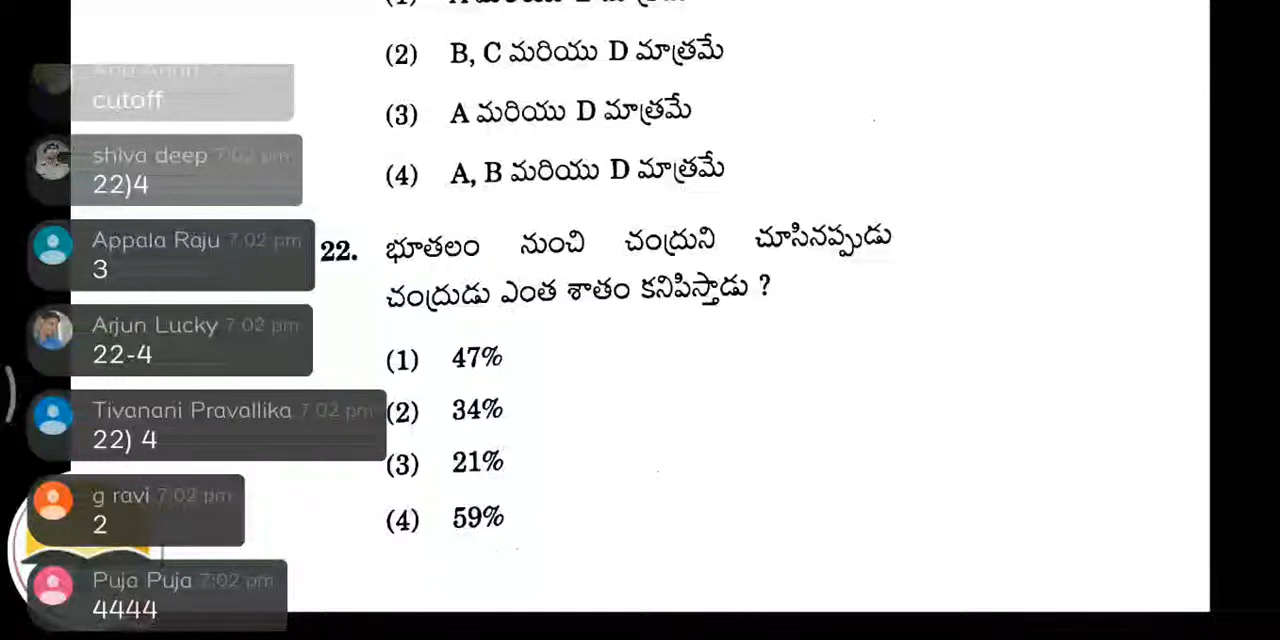 (2) B, C మరియు D మాత్రమే
cutoff
(3) A మరియు D మాత్రమే
shiva deep 7:02 pm
22)4
(4) A, B మరియు D మాత్రమే
Appala Raju 7:02 pm
3
22. భూతలం నుంచి చంద్రుని చూసినప్పుడు
చంద్రుడు ఎంత శాతం కనిపిస్తాడు ?
Arjun Lucky 7:02 pm
22-4
(1) 47%
Tivanani Pravallika 7:02 pm
22) 4
(2) 34%
(3) 21%
g ravi 7:02 pm
2
(4) 59%
Puja Puja 7:02 pm
4444